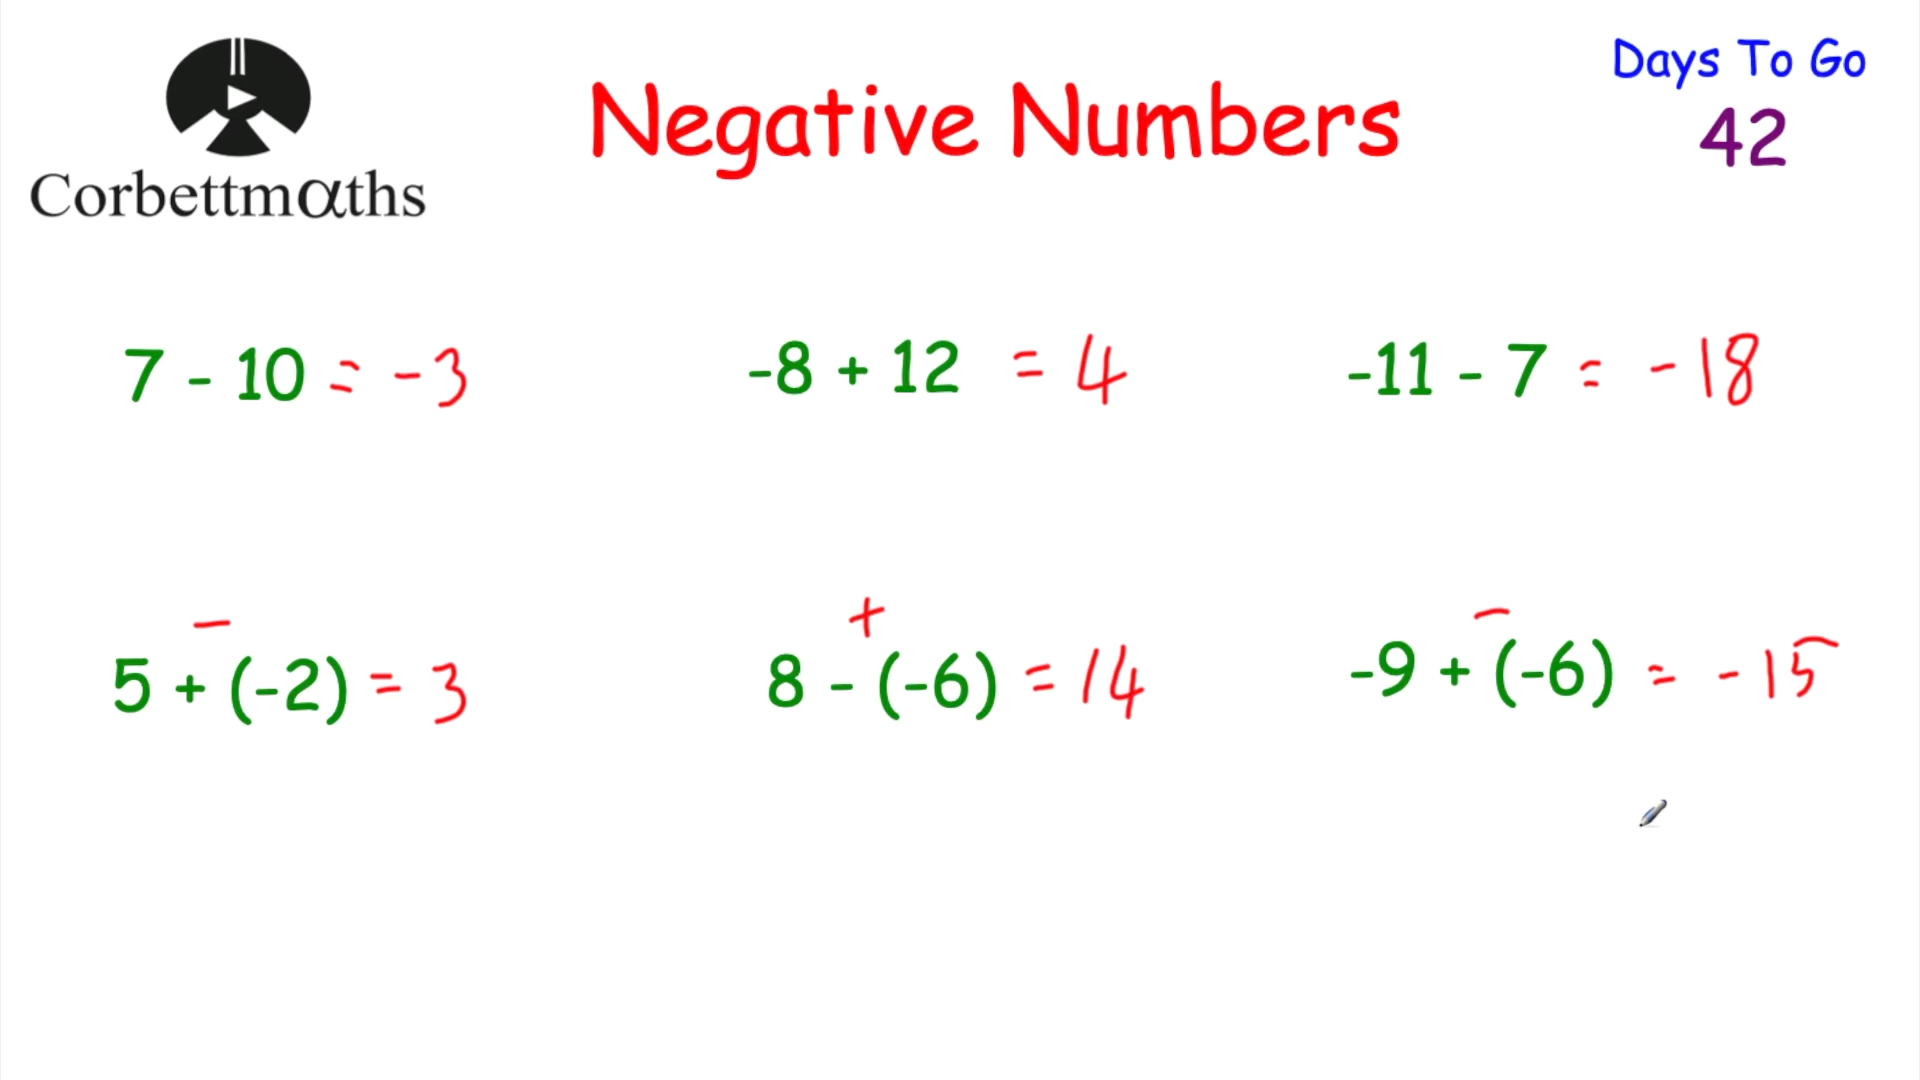 Corbettmαths
Negative Numbers
Days To Go
42
7 - 10 = -3
-8 + 12 = 4
-11 - 7 = -18
−
5 + (-2) = 3
+
8 - (-6) = 14
−
-9 + (-6) = -15